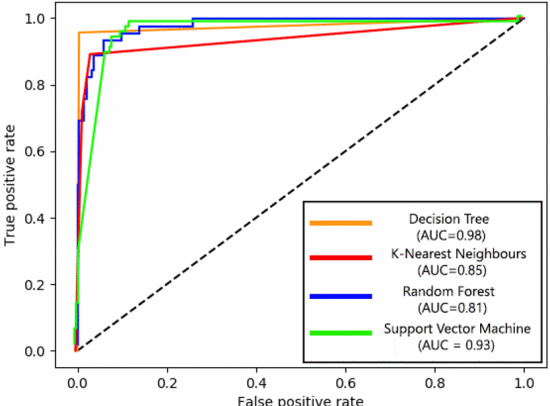 1.0
0.8
0.6
0.4
0.2
0.0
True positive rate
0.0 0.2 0.4 0.6 0.8 1.0
False positive rate
Decision Tree
(AUC=0.98)
K-Nearest Neighbours
(AUC=0.85)
Random Forest
(AUC=0.81)
Support Vector Machine
(AUC = 0.93)